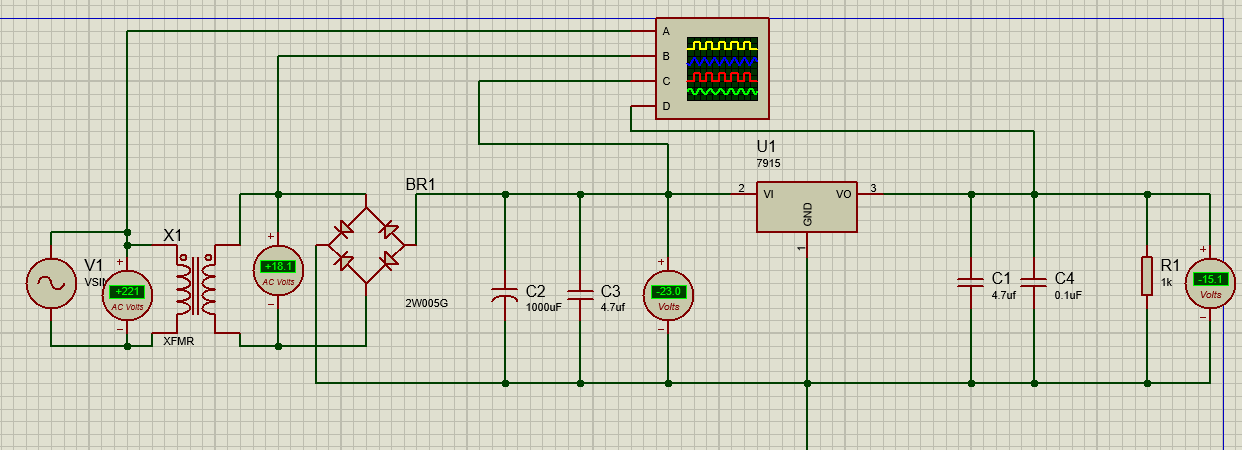 A
B
C
D
U1
7915
BR1
2
VI
VO
3
GND
1
X1
V1
VSI
+
+221
AC Volts
XFMR
+
+18.1
AC Volts
2W005G
C2
1000uF
C3
4.7uf
+
-23.0
Volts
C1
4.7uf
C4
0.1uF
R1
1k
+
-15.1
Volts